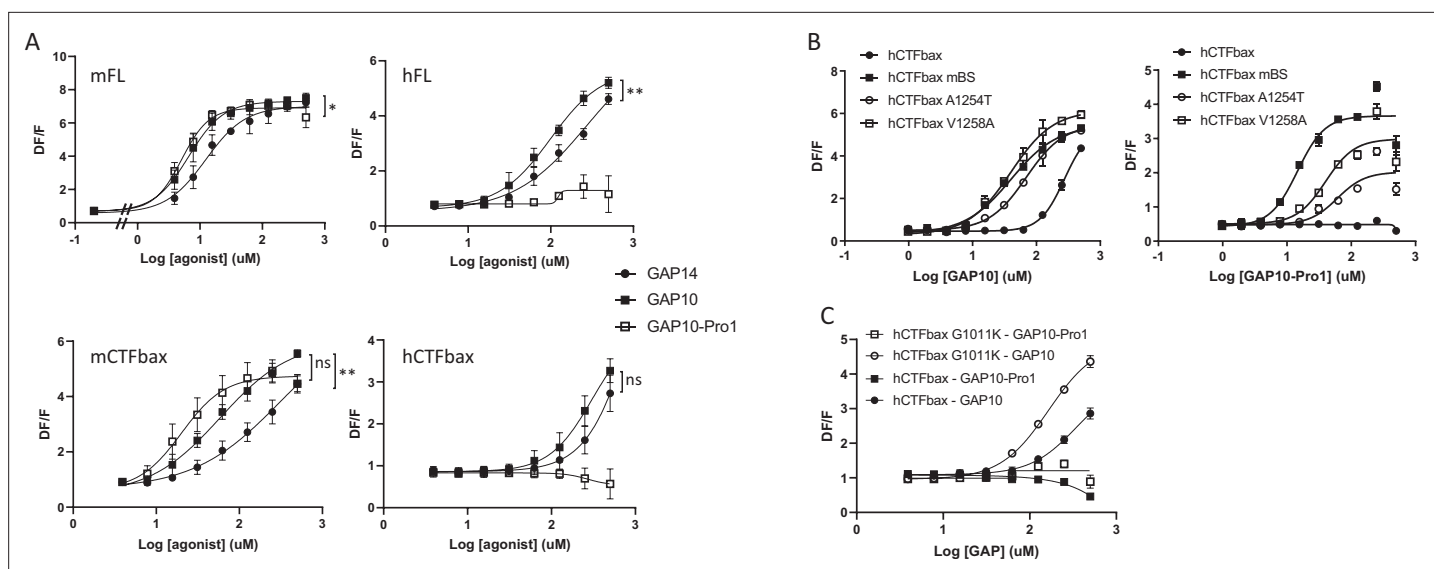 A
mFL
DF/F
10
8
6
4
2
0
-1 0 1 2 3
Log [agonist] (uM)
*
hFL
DF/F
6
4
2
0
0 1 2 3
Log [agonist] (uM)
**
GAP14
GAP10
GAP10-Pro1
mCTFbax
DF/F
6
4
2
0
0 1 2 3
Log [agonist] (uM)
ns
**
hCTFbax
DF/F
4
3
2
1
0
0 1 2 3
Log [agonist] (uM)
ns
B
hCTFbax
hCTFbax mBS
hCTFbax A1254T
hCTFbax V1258A
DF/F
8
6
4
2
0
-1 0 1 2 3
Log [GAP10] (uM)
hCTFbax
hCTFbax mBS
hCTFbax A1254T
hCTFbax V1258A
DF/F
5
4
3
2
1
0
-1 0 1 2 3
Log [GAP10-Pro1] (uM)
C
hCTFbax G1011K - GAP10-Pro1
hCTFbax G1011K - GAP10
hCTFbax - GAP10-Pro1
hCTFbax - GAP10
DF/F
5
4
3
2
1
0
0 1 2 3
Log [GAP] (uM)